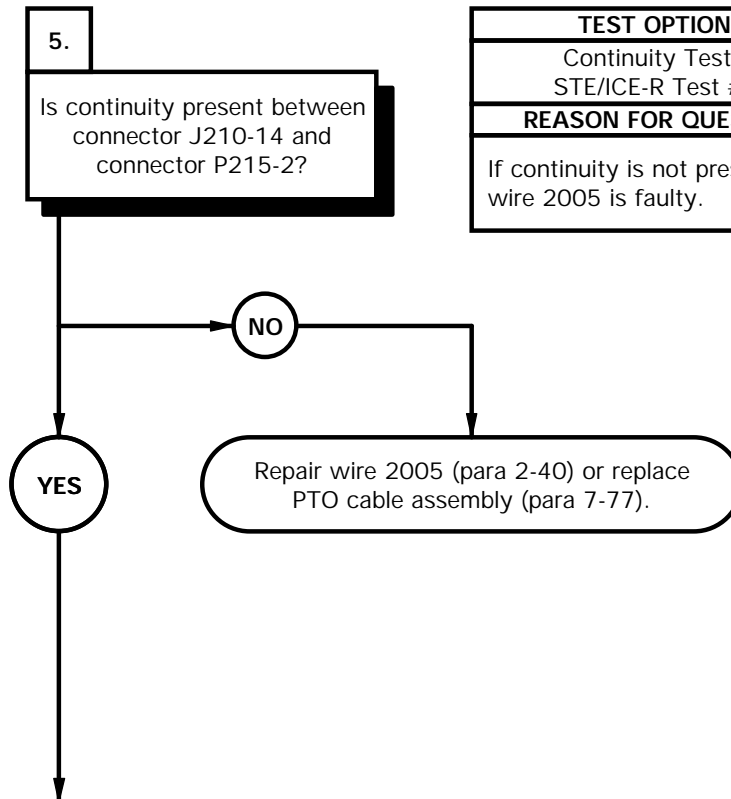 5.
Is continuity present between
connector J210-14 and
connector P215-2?
TEST OPTION
Continuity Test
STE/ICE-R Test
REASON FOR
If continuity is not
wire 2005 is faulty.
NO
YES
Repair wire 2005 (para 2-40) or replace
PTO cable assembly (para 7-77).